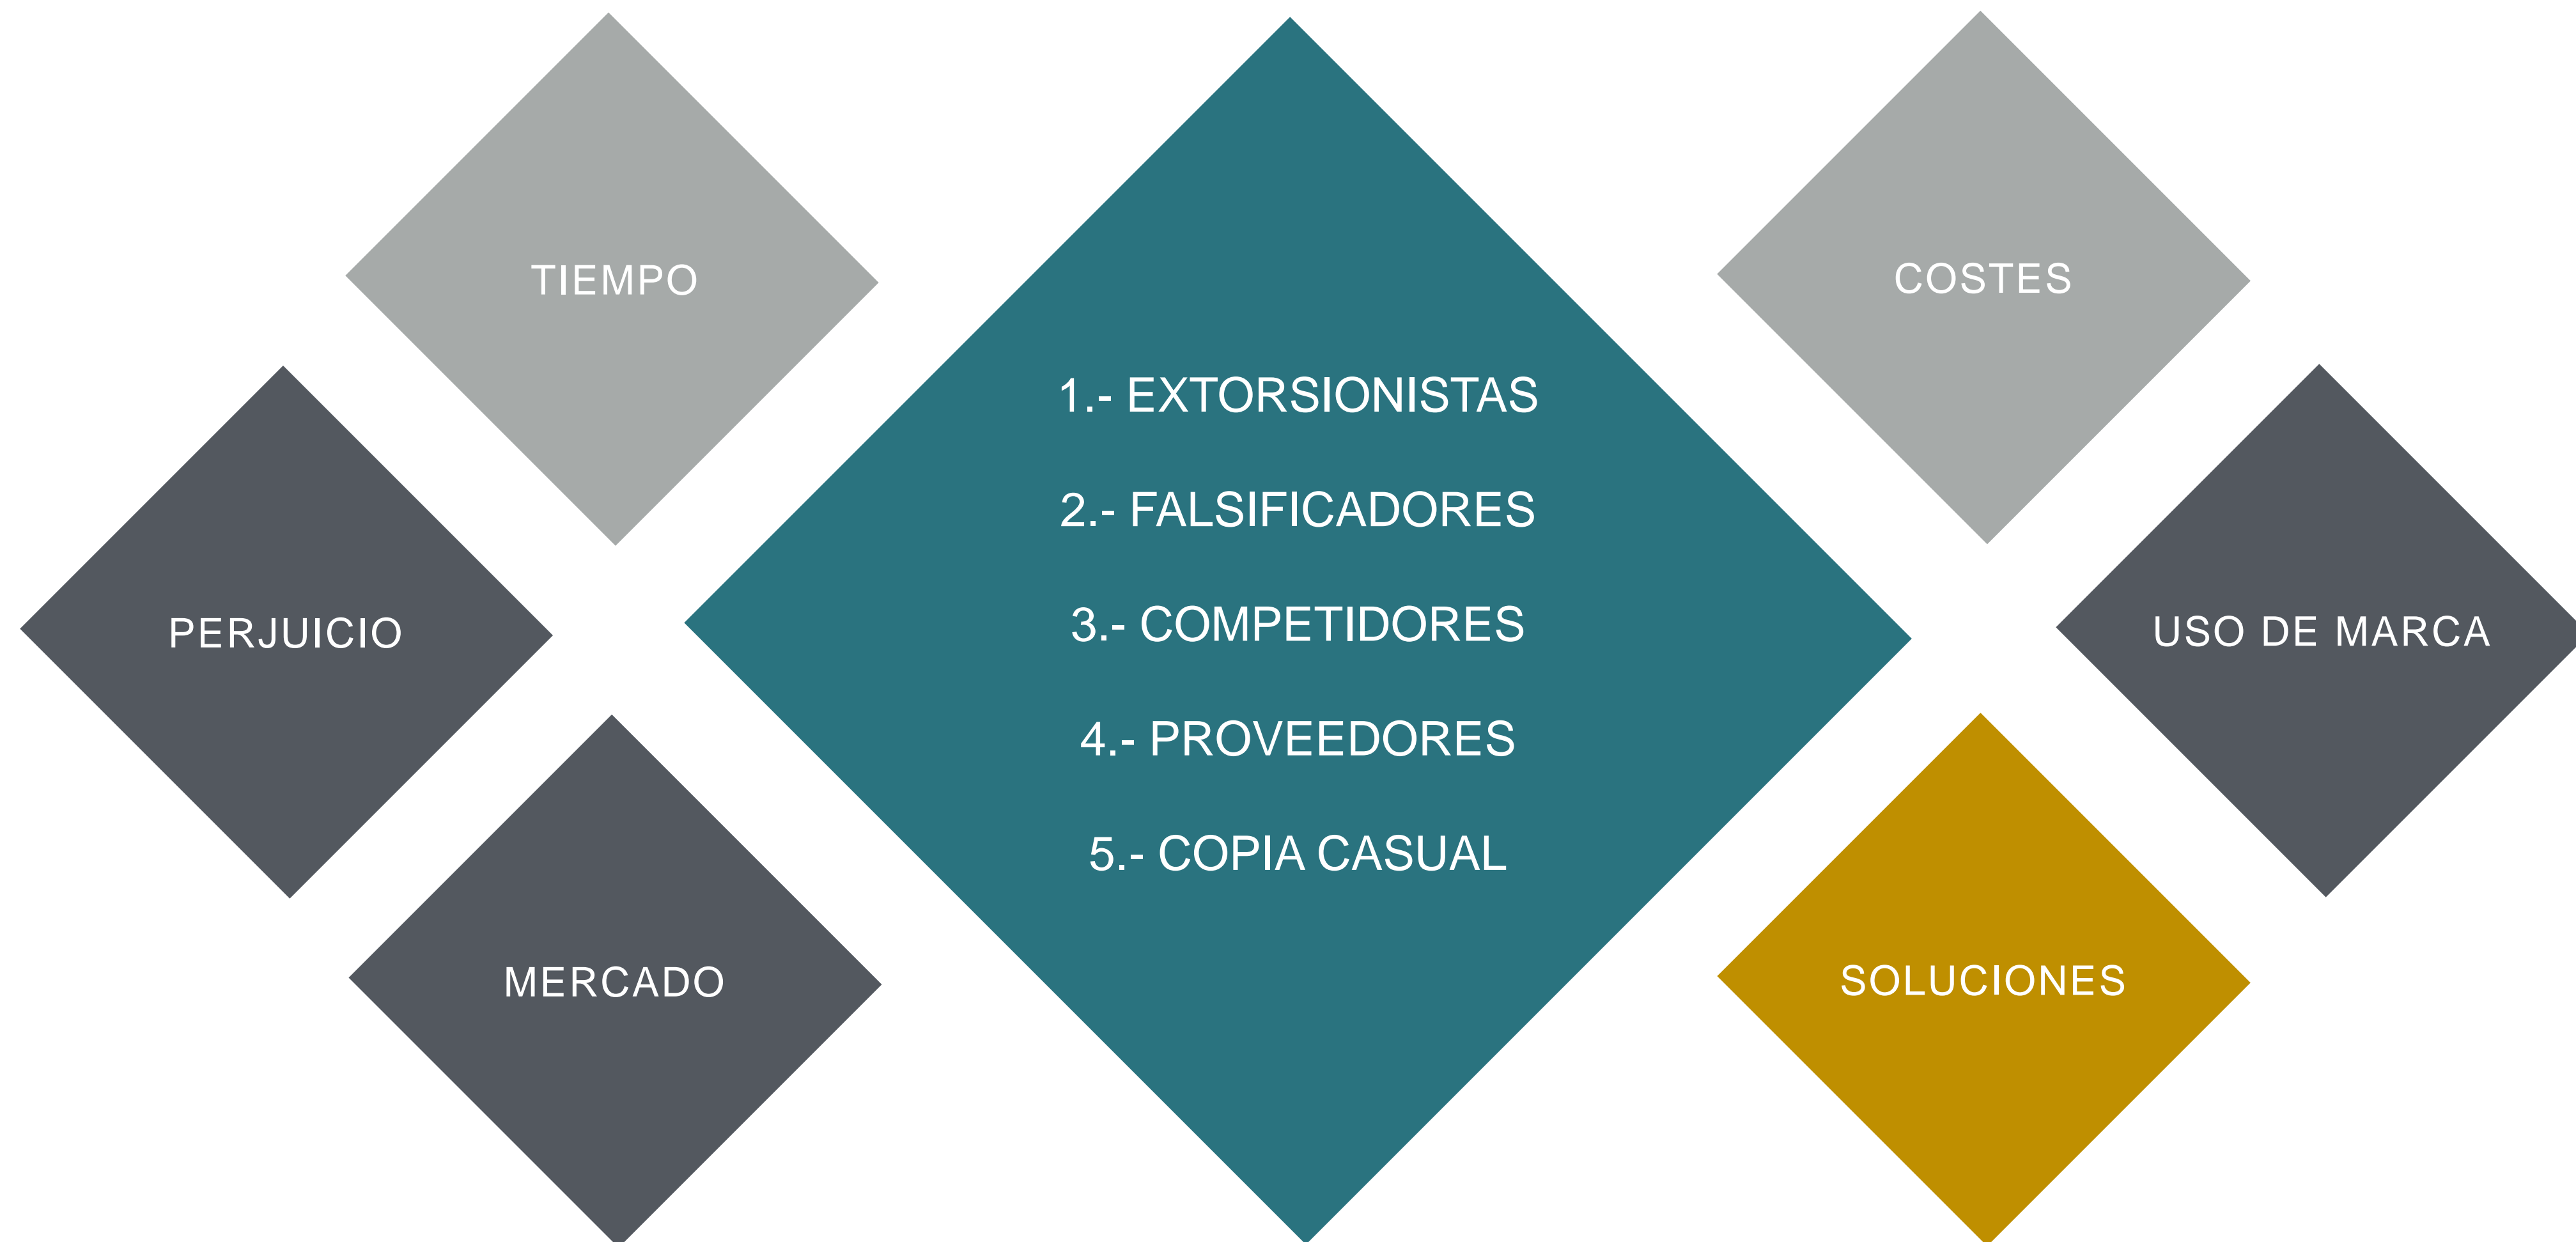 TIEMPO
COSTES
PERJUICIO
USO DE MARCA
MERCADO
SOLUCIONES
1.- EXTORSIONISTAS
2.- FALSIFICADORES
3.- COMPETIDORES
4.- PROVEEDORES
5.- COPIA CASUAL